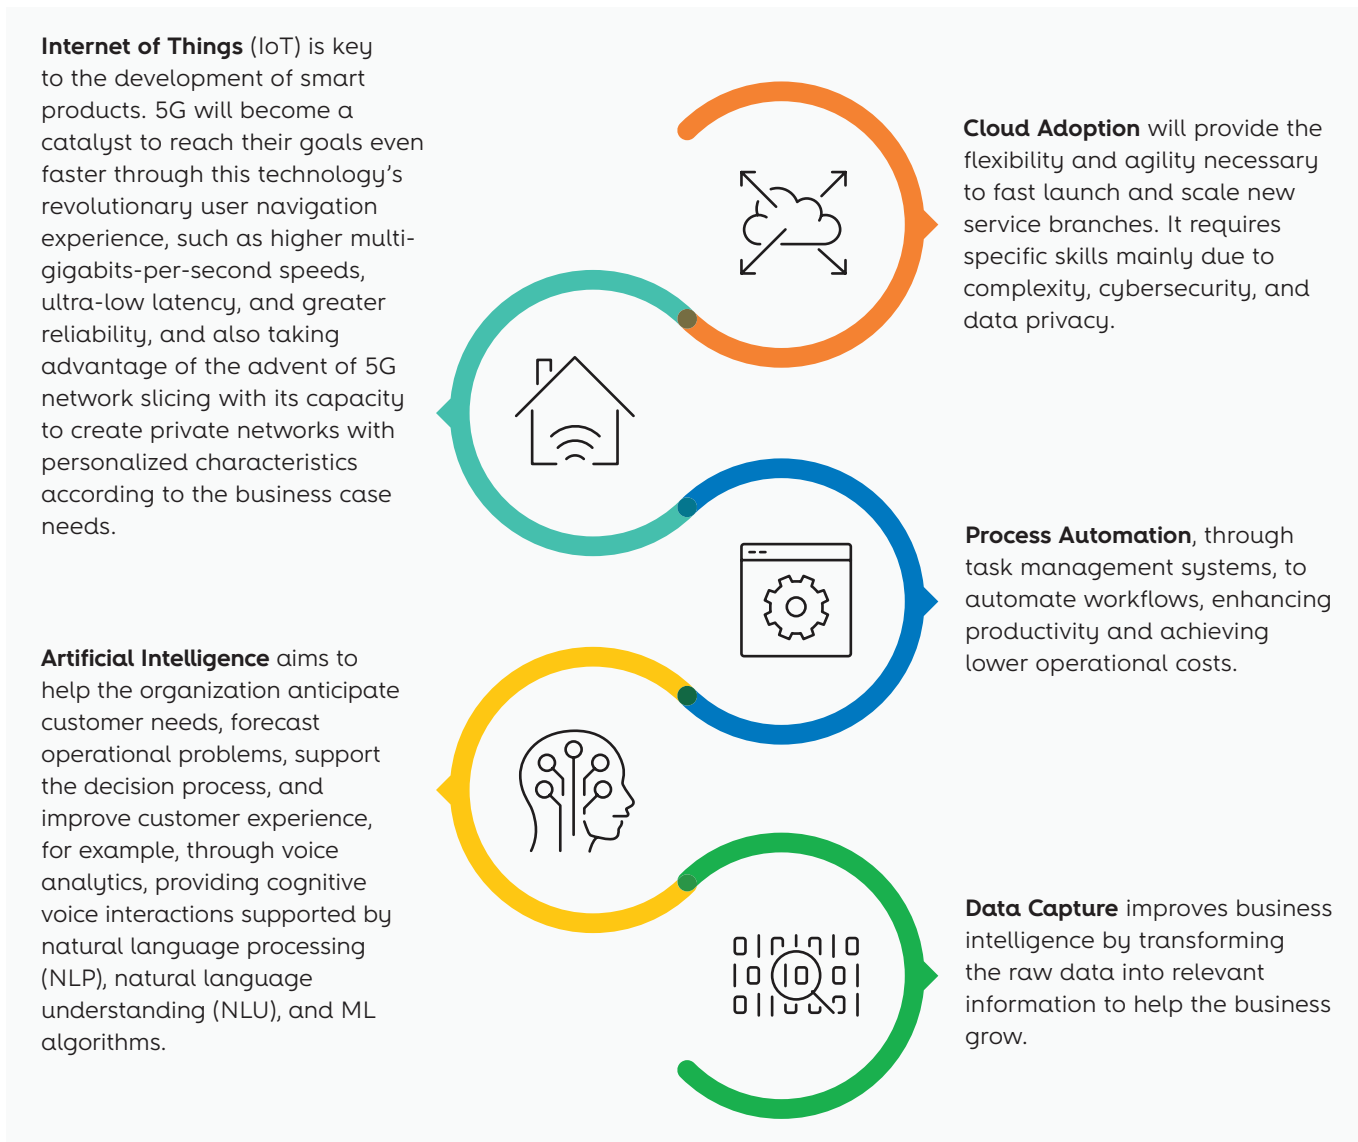 Internet of Things (IoT) is key
to the development of smart
products. 5G will become a
catalyst to reach their goals even
faster through this technology’s
revolutionary user navigation
experience, such as higher multi-
gigabits-per-second speeds,
ultra-low latency, and greater
reliability, and also taking
advantage of the advent of 5G
network slicing with its capacity
to create private networks with
personalized characteristics
according to the business case
needs.
Cloud Adoption will provide the
flexibility and agility necessary
to fast launch and scale new
service branches. It requires
specific skills mainly due to
complexity, cybersecurity, and
data privacy.
Process Automation, through
task management systems, to
automate workflows, enhancing
productivity and achieving
lower operational costs.
Artificial Intelligence aims to
help the organization anticipate
customer needs, forecast
operational problems, support
the decision process, and
improve customer experience,
for example, through voice
analytics, providing cognitive
voice interactions supported by
natural language processing
(NLP), natural language
understanding (NLU), and ML
algorithms.
Data Capture improves business
intelligence by transforming
the raw data into relevant
information to help the business
grow.